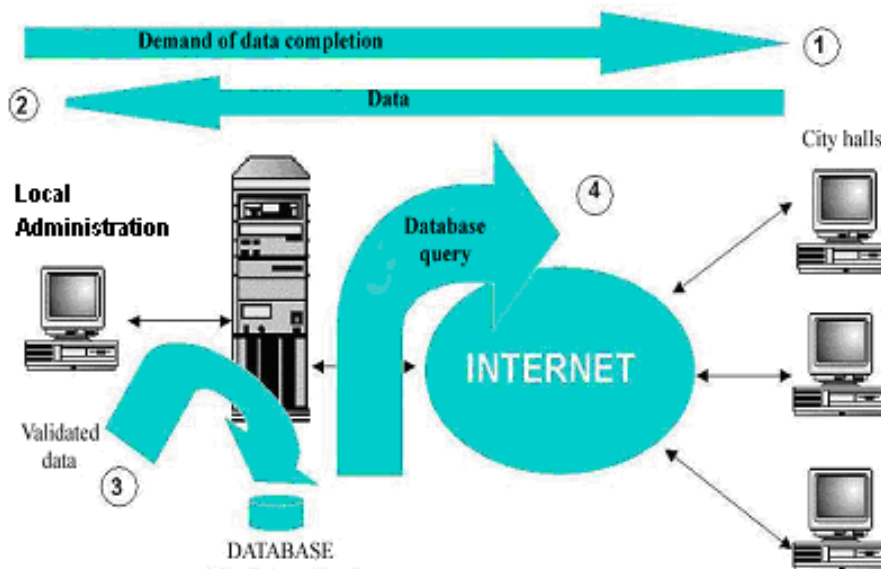 Demand of data completion
1
2
Data
City halls
Local
Administration
4
Database
query
INTERNET
Validated
data
3
DATABASE